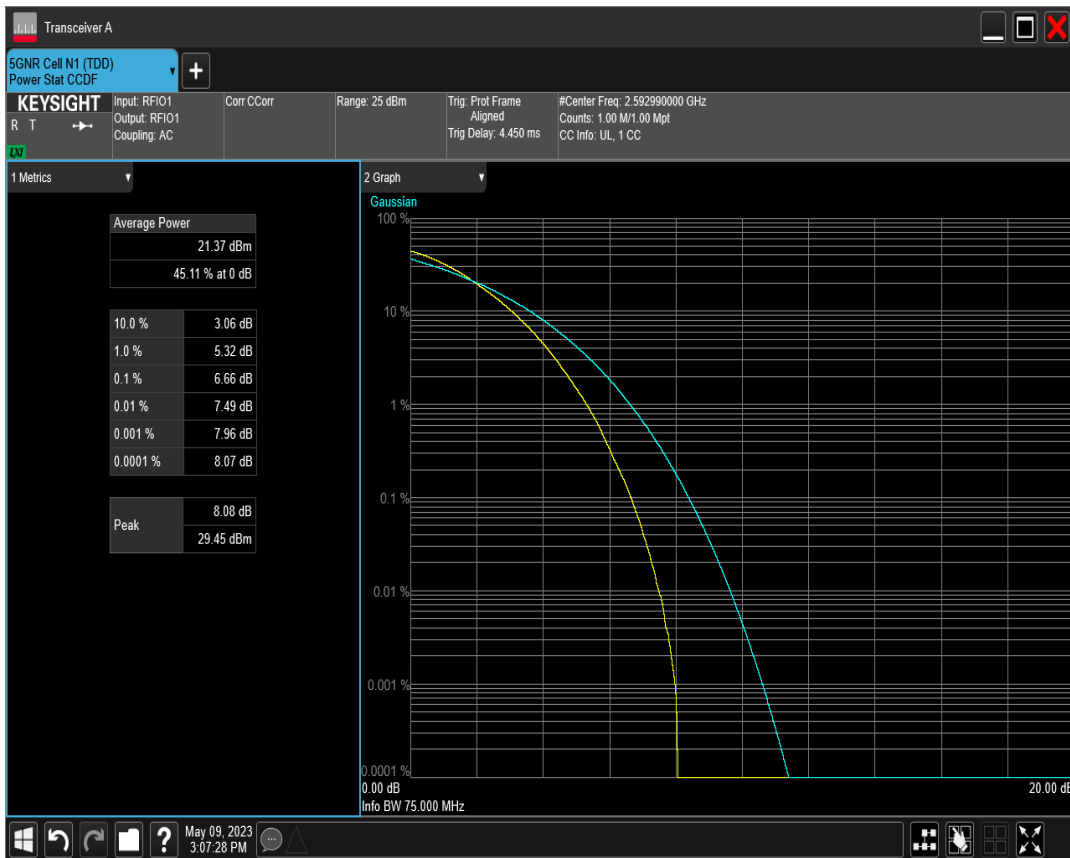 Transceiver A
5GNR Cell N1 (TDD)
Power Stat CCDF
+
KEYSIGHT
R T
LXI
Input: RFIO1
Output: RFIO1
Coupling: AC
Corr CCorr
Range: 25 dBm
Trig: Prot Frame
Aligned
Trig Delay: 4.450 ms
#Center Freq: 2.592990000 GHz
Counts: 1.00 M/1.00 Mpt
CC Info: UL, 1 CC
1 Metrics
Average Power
21.37 dBm
45.11 % at 0 dB
10.0 % 3.06 dB
1.0 % 5.32 dB
0.1 % 6.66 dB
0.01 % 7.49 dB
0.001 % 7.96 dB
0.0001 % 8.07 dB
Peak
8.08 dB
29.45 dBm
2 Graph
Gaussian
100 %
10 %
1 %
0.1 %
0.01 %
0.001 %
0.0001 %
0.00 dB 20.00 dB
Info BW 75.000 MHz
?
May 09, 2023
3:07:28 PM